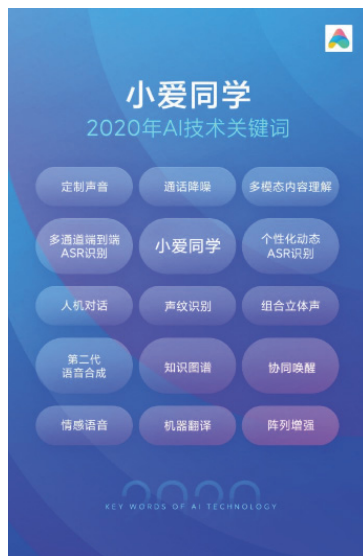 小爱同学
2020年AI技术关键词
定制声音
通话降噪
多模态内容理解
多通道端到端
ASR识别
小爱同学
个性化动态
ASR识别
人机对话
声纹识别
组合立体声
第二代
语音合成
知识图谱
协同唤醒
情感语音
机器翻译
阵列增强
2020
KEY WORDS OF AI TECHNOLOGY